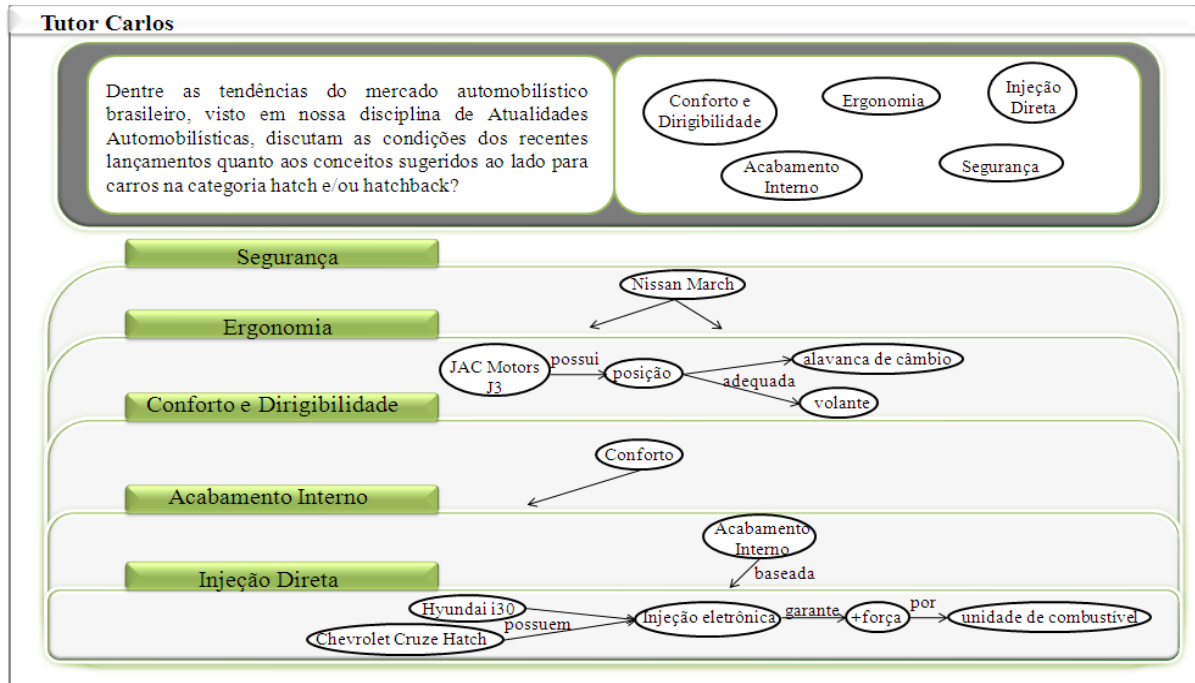 Tutor Carlos
Dentre as tendências do mercado automobilístico
brasileiro, visto em nossa disciplina de Atualidades
Automobilísticas, discutam as condições dos recentes
lançamentos quanto aos conceitos sugeridos ao lado para
carros na categoria hatch e/ou hatchback?
Conforto e
Dirigibilidade
Ergonomia
Injeção
Direta
Acabamento
Interno
Segurança
Segurança
Nissan March
Ergonomia
JAC Motors
J3
possui
posição
alavanca de câmbio
adequada
volante
Conforto e Dirigibilidade
Conforto
Acabamento Interno
Acabamento
Interno
baseada
Injeção Direta
Hyundai i30
Chevrolet Cruze Hatch
possuem
Injeção eletrônica
garante
+força
por
unidade de combustível